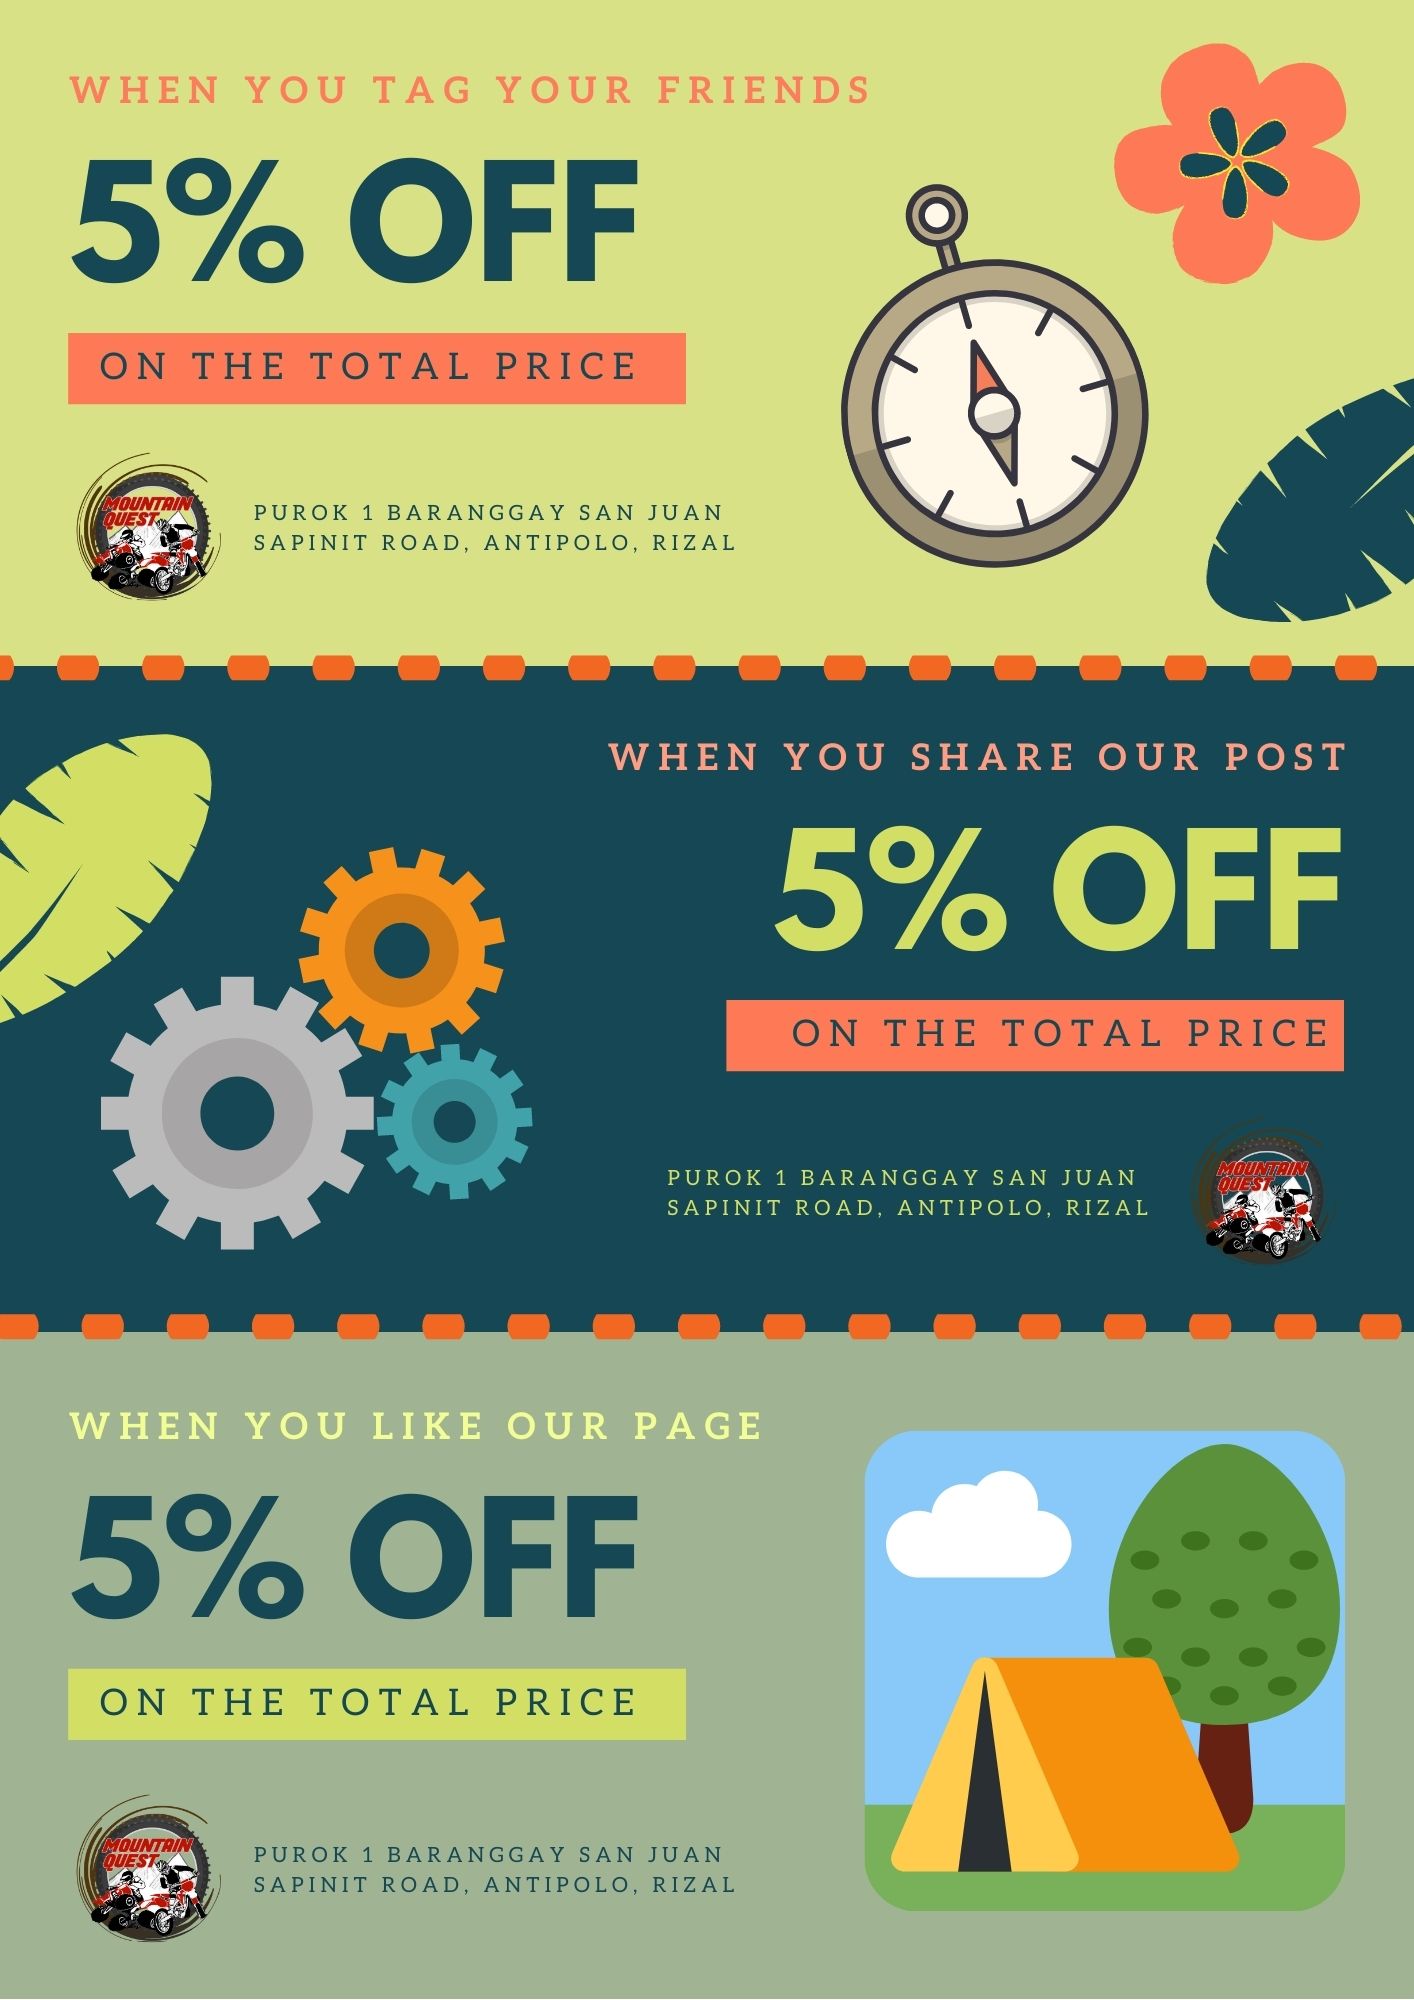 WHEN YOU TAG YOUR FRIENDS
5% OFF
ON THE TOTAL PRICE
MOUNTAIN
QUEST
PUROK 1 BARANGGAY SAN JUAN
SAPINIT ROAD, ANTIPOLO, RIZAL
WHEN YOU SHARE OUR POST
5% OFF
ON THE TOTAL PRICE
PUROK 1 BARANGGAY SAN JUAN
SAPINIT ROAD, ANTIPOLO, RIZAL
MOUNTAIN
QUEST
WHEN YOU LIKE OUR PAGE
5% OFF
ON THE TOTAL PRICE
MOUNTAIN
QUEST
PUROK 1 BARANGGAY SAN JUAN
SAPINIT ROAD, ANTIPOLO, RIZAL